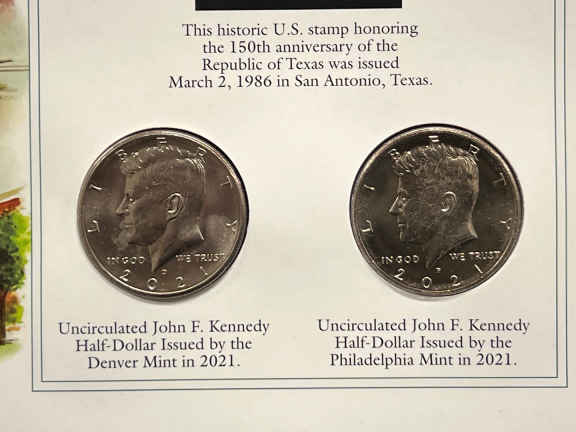 This historic U.S. stamp honoring
the 150th anniversary of the
Republic of Texas was issued
March 2, 1986 in San Antonio, Texas.
LIBERTY
IN GOD WE TRUST
D
2021
LIBERTY
IN GOD WE TRUST
P
2021
Uncirculated John F. Kennedy
Half-Dollar Issued by the
Denver Mint in 2021.
Uncirculated John F. Kennedy
Half-Dollar Issued by the
Philadelphia Mint in 2021.